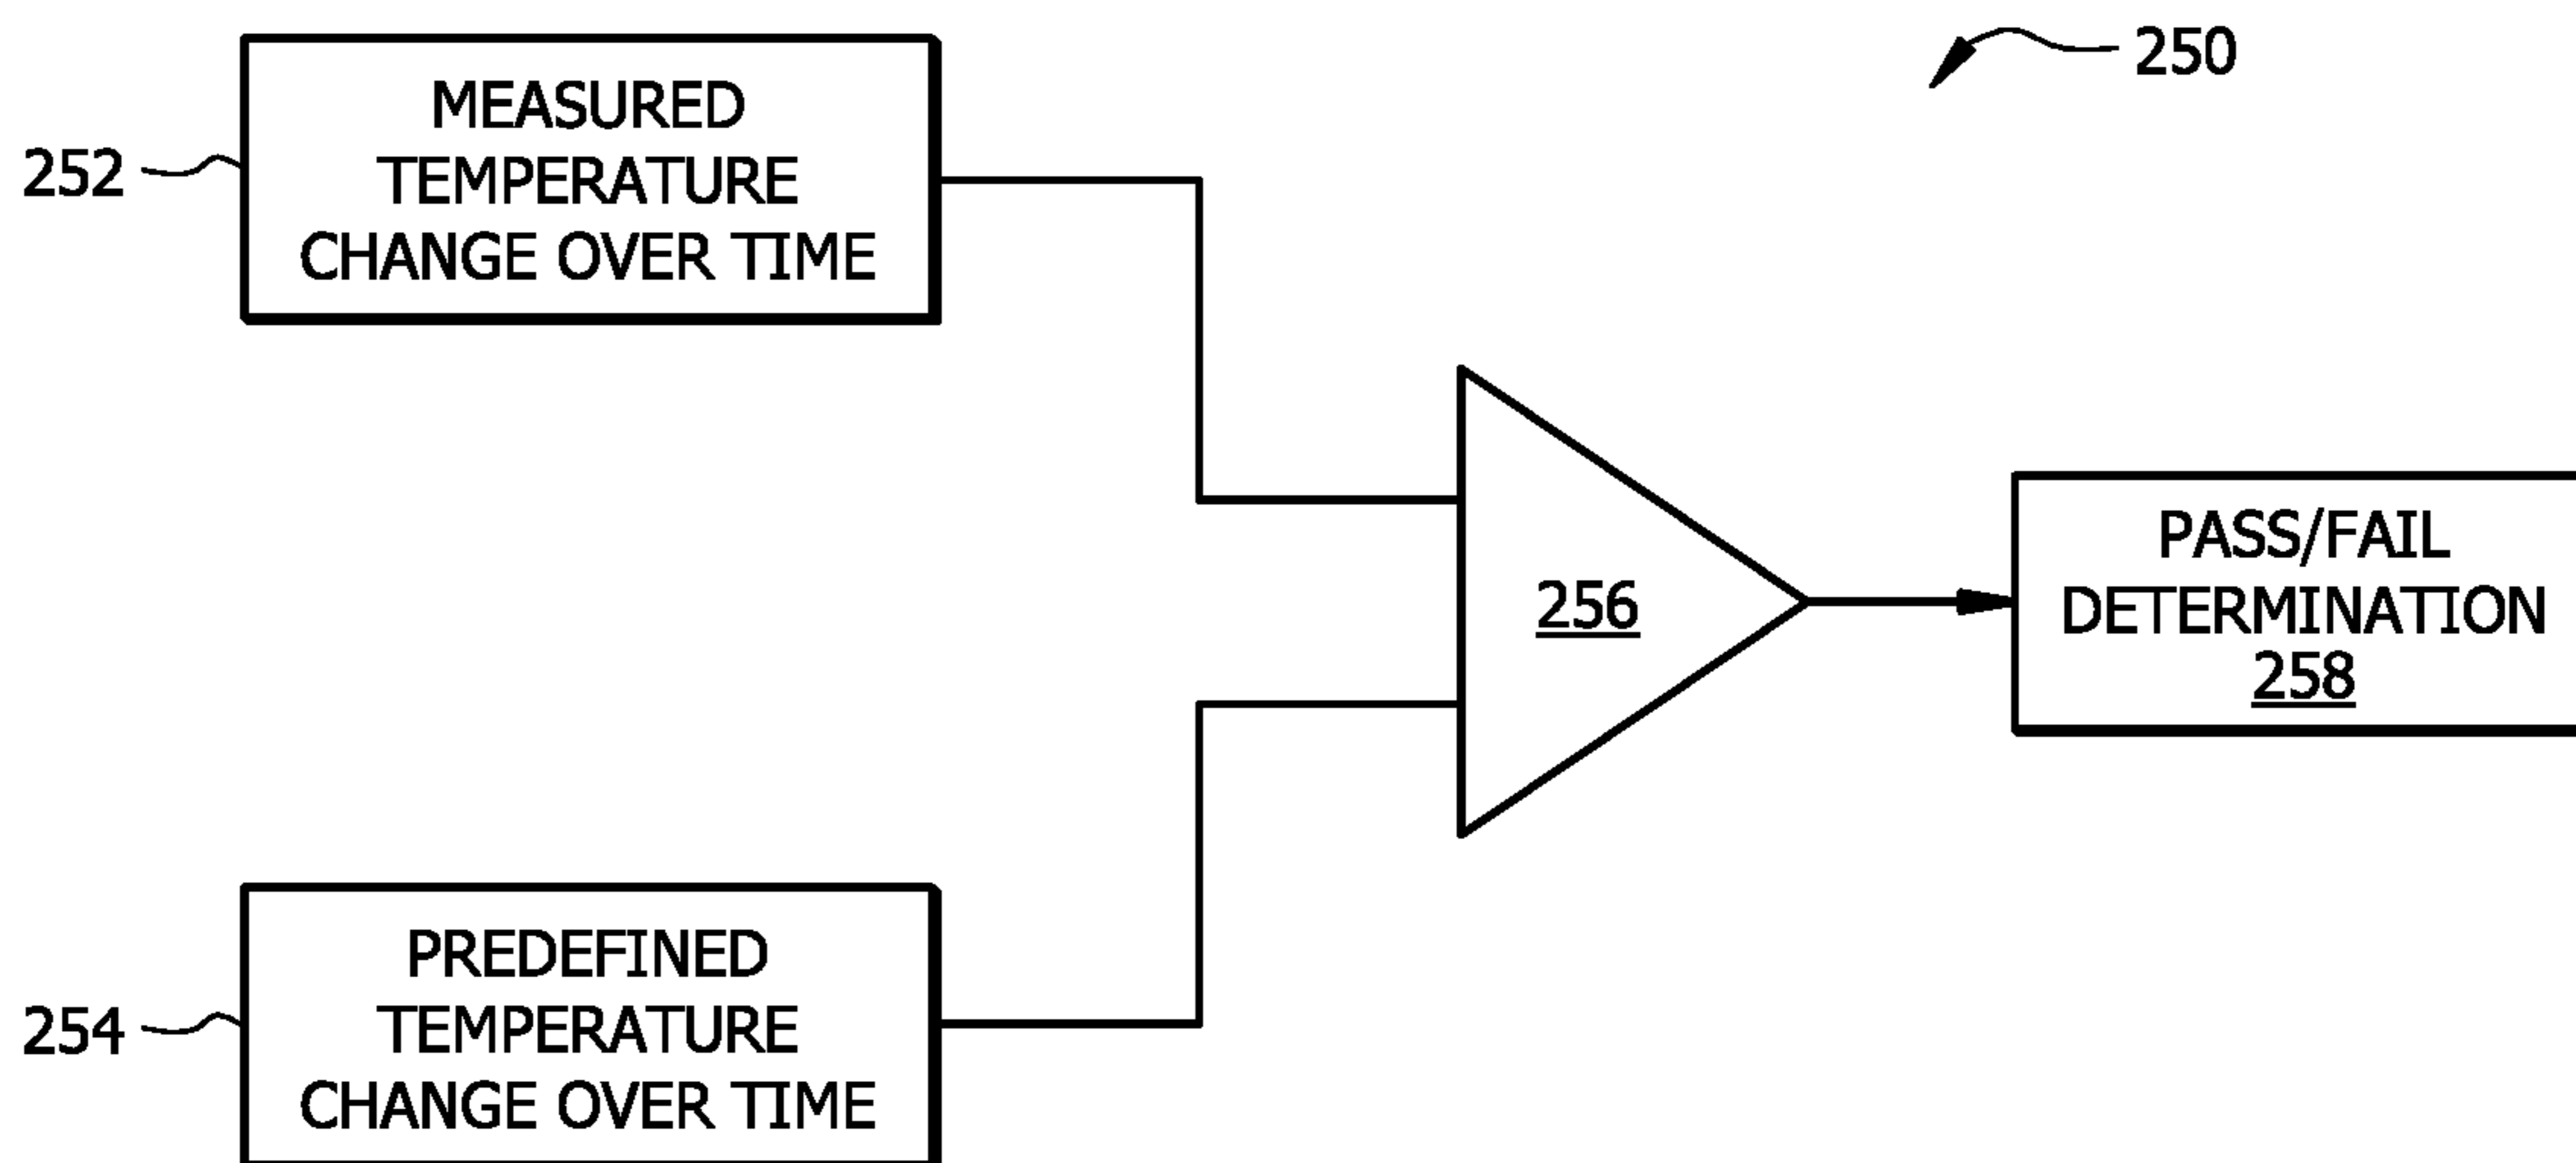 250
252
MEASURED
TEMPERATURE
CHANGE OVER TIME
256
PASS/FAIL
DETERMINATION
258
254
PREDEFINED
TEMPERATURE
CHANGE OVER TIME